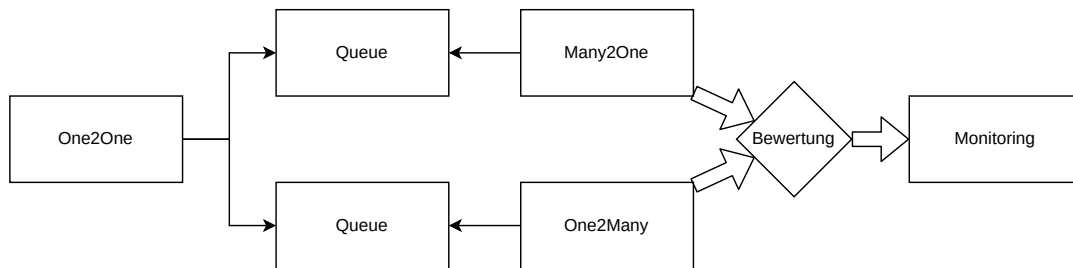 Queue
Many2One
One2One
Bewertung
Monitoring
Queue
One2Many